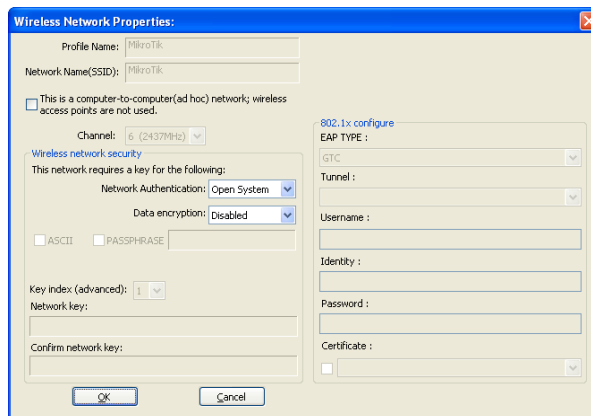 Wireless Network Properties:
Profile Name: MikroTik
Network Name(SSID): MikroTik
This is a computer-to-computer(ad hoc) network; wireless
access points are not used.
Channel: 6 (2437MHz)
Wireless network security
This network requires a key for the following:
Network Authentication: Open System
Data encryption: Disabled
ASCII PASSPHRASE
Key index (advanced): 1
Network key:
Confirm network key:
OK Cancel
802.1x configure
EAP TYPE :
GTC
Tunnel :
Username :
Identity :
Password :
Certificate :